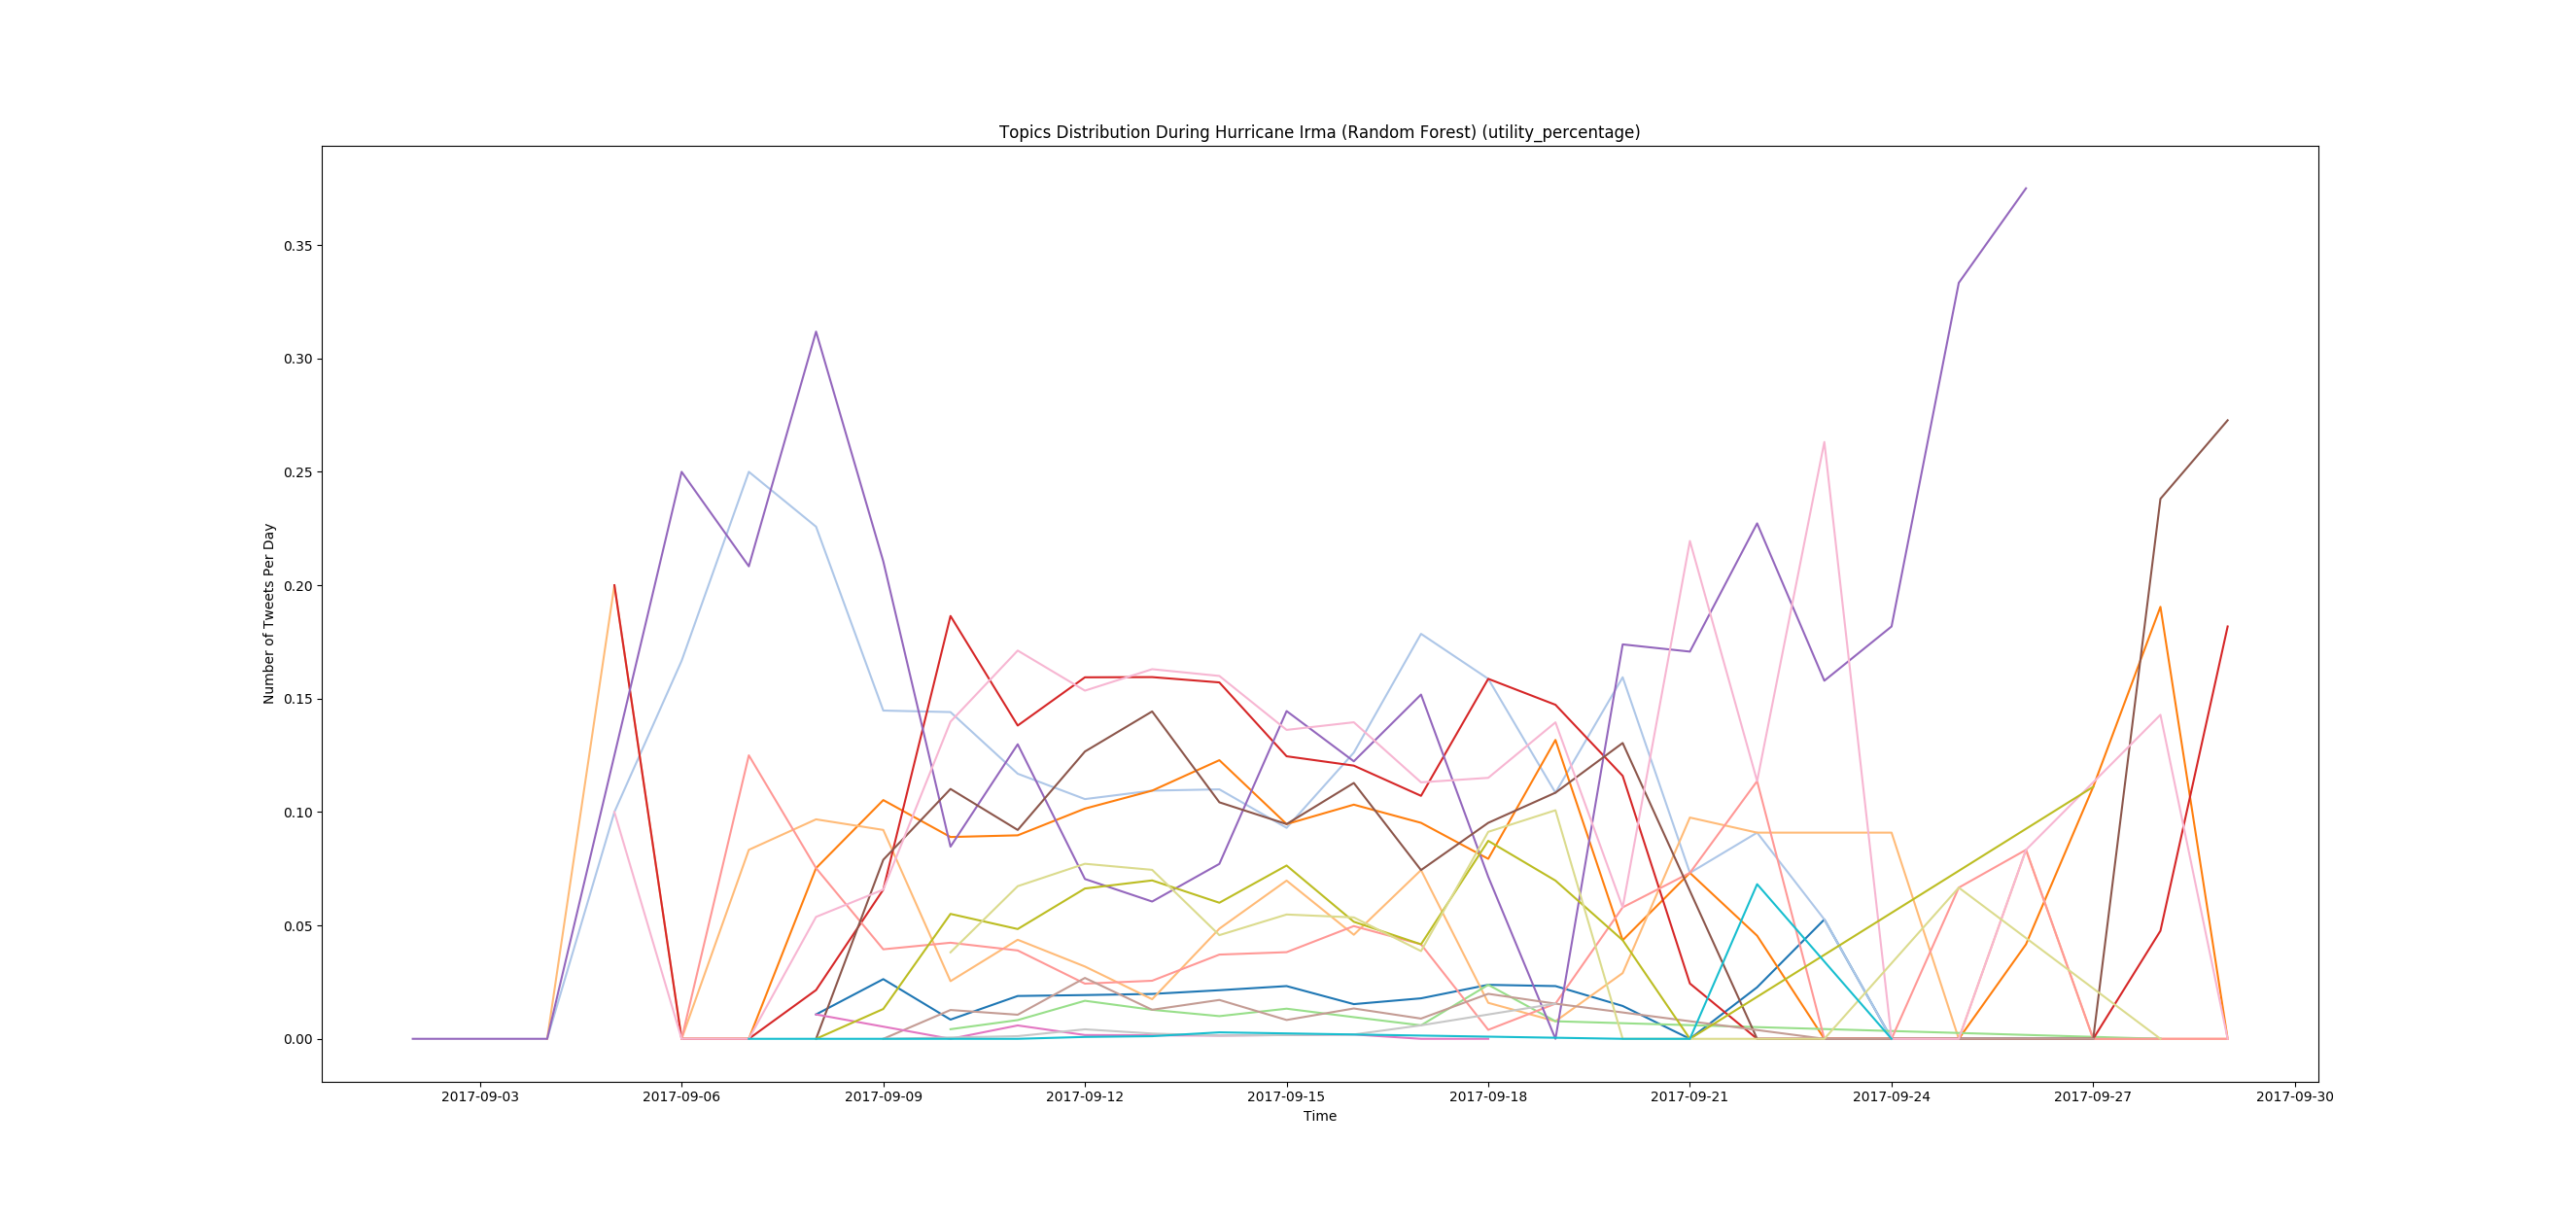 Topics Distribution During Hurricane Irma (Random Forest) (utility_percentage)
Number of Tweets Per Day
0.35
0.30
0.25
0.20
0.15
0.10
0.05
0.00
2017-09-03 2017-09-06 2017-09-09 2017-09-12 2017-09-15 2017-09-18 2017-09-21 2017-09-24 2017-09-27 2017-09-30
Time